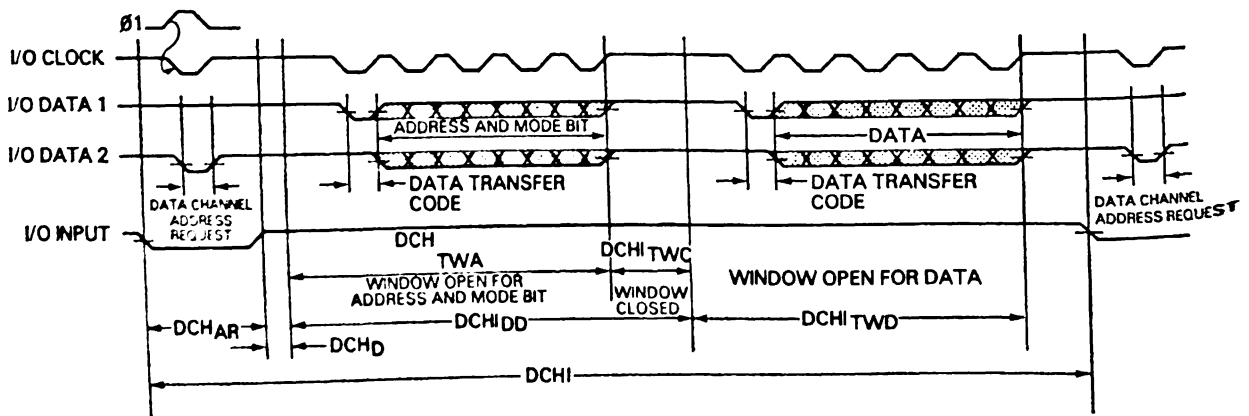 Ø1
I/O CLOCK
I/O DATA 1
ADDRESS AND MODE BIT
DATA
I/O DATA 2
DATA TRANSFER
CODE
DATA TRANSFER
CODE
DATA CHANNEL
ADDRESS
REQUEST
DATA CHANNEL
ADDRESS REQUEST
I/O INPUT
DCH
TWA
WINDOW OPEN FOR
ADDRESS AND MODE BIT
DCHI TWC
WINDOW
CLOSED
WINDOW OPEN FOR DATA
DCHAR
DCHI DD
DCHI TWD
DCHD
DCHI